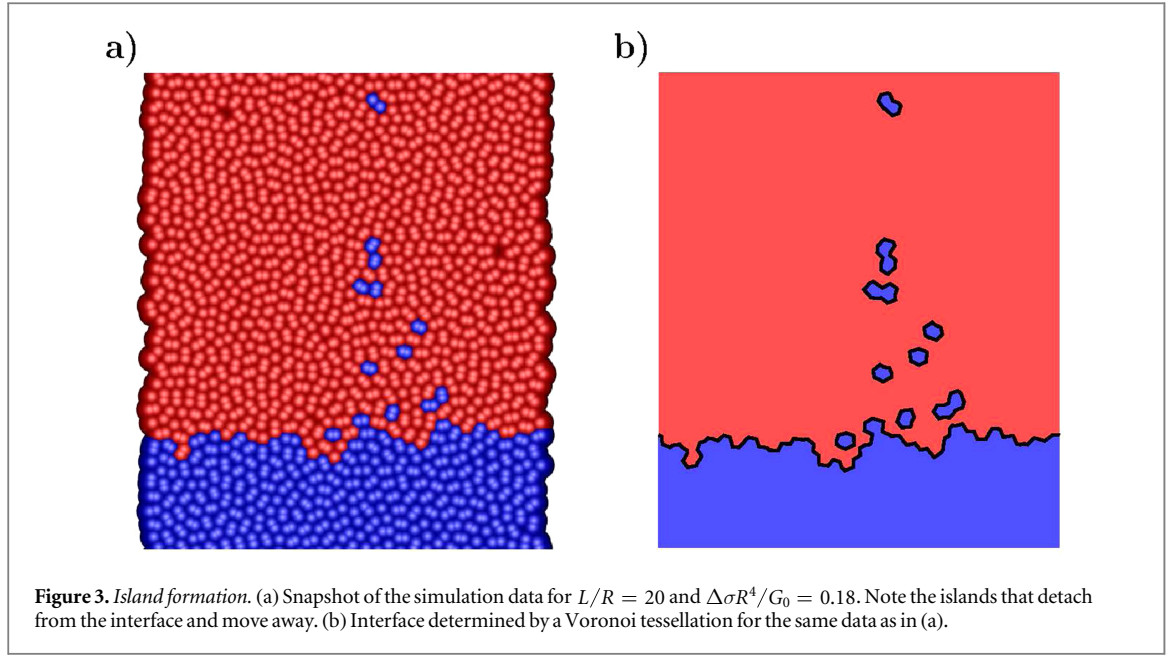 a)
b)
Figure 3. Island formation. (a) Snapshot of the simulation data for L/R = 20 and ΔσR⁴/G₀ = 0.18. Note the islands that detach
from the interface and move away. (b) Interface determined by a Voronoi tessellation for the same data as in (a).